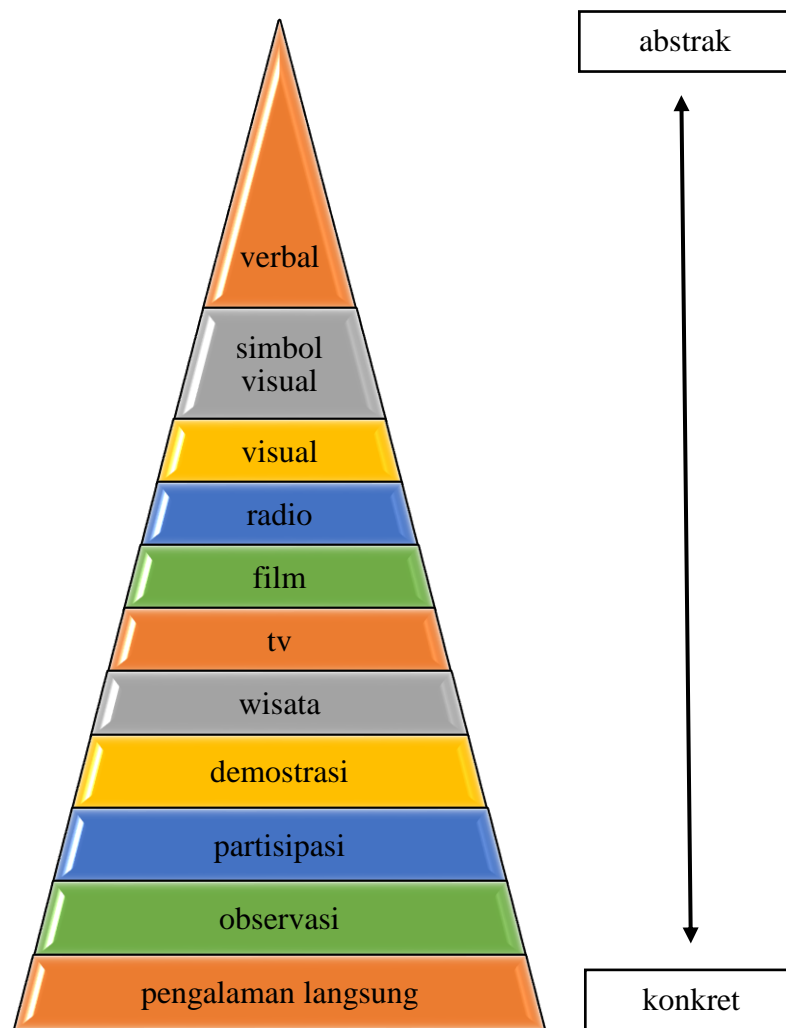 abstrak
verbal
simbol
visual
visual
radio
film
tv
wisata
demostrasi
partisipasi
observasi
pengalaman langsung
konkret